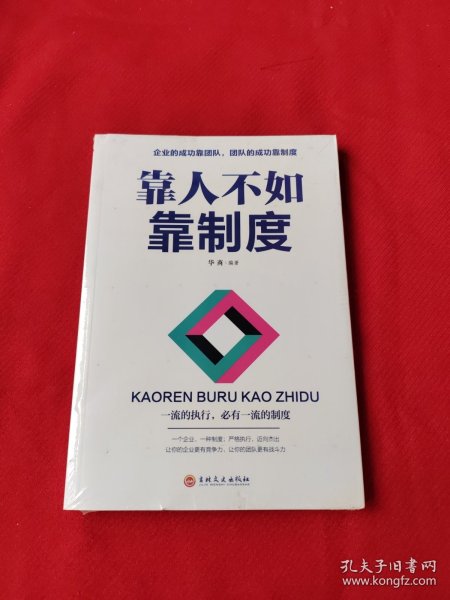 企业的成功靠团队，团队的成功靠制度
靠人不如
靠制度
华商·编著
KAOREN BURU KAO ZHIDU
一流的执行，必有一流的制度
一个企业，一种制度；严格执行，迈向杰出
让你的企业更有竞争力，让你的团队更有战斗力
吉林文史出版社
孔夫子旧书网
www.kongfz.com